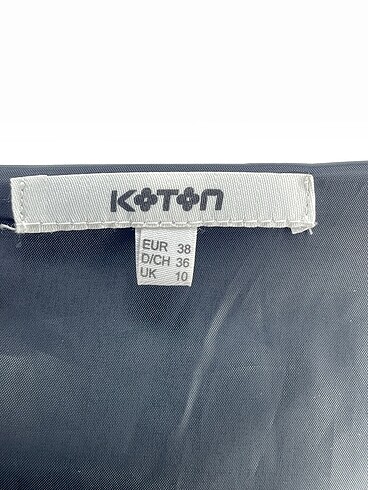 KOTON
EUR 38
D/CH 36
UK 10